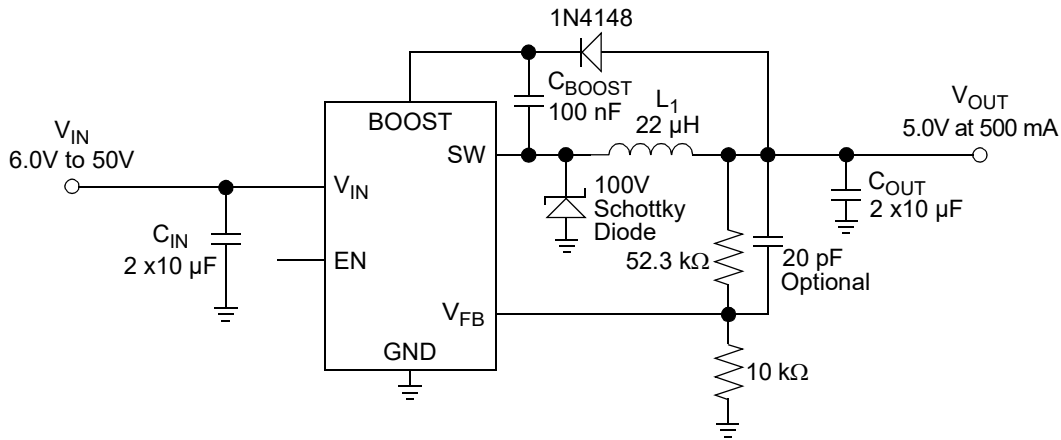 1N4148
C_BOOST
100 nF
BOOST
L1
22 µH
V_OUT
5.0V at 500 mA
V_IN
6.0V to 50V
SW
V_IN
100V
Schottky
Diode
C_OUT
2 x10 µF
C_IN
2 x10 µF
EN
52.3 kΩ
20 pF
Optional
V_FB
GND
10 kΩ